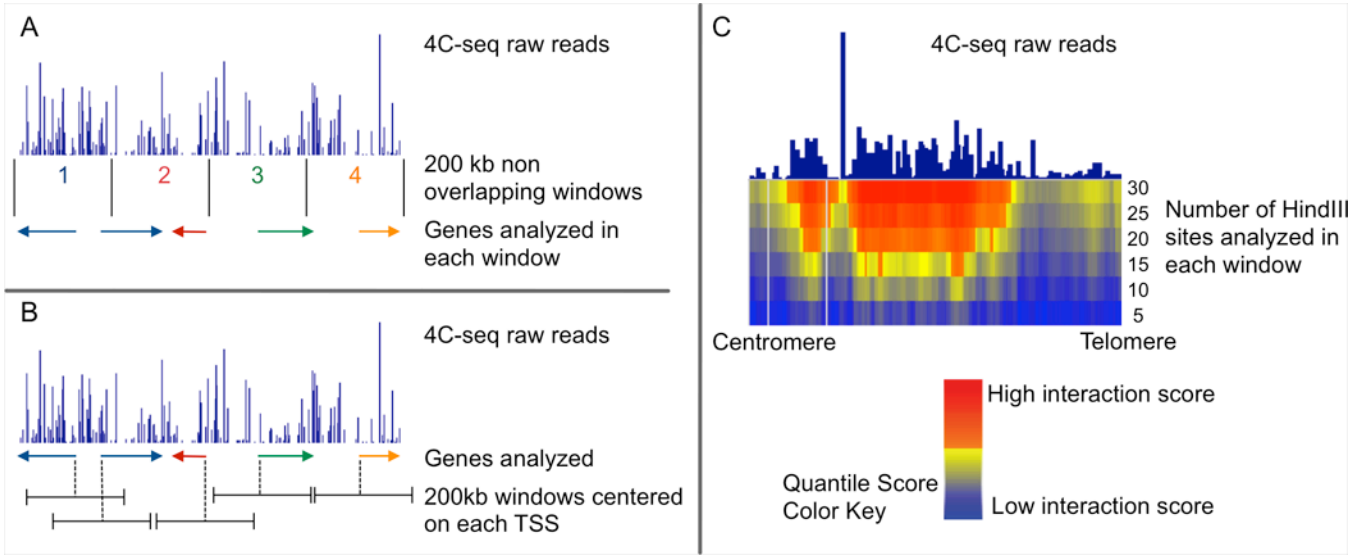 A
4C-seq raw reads
1 2 3 4
200 kb non
overlapping windows
Genes analyzed in
each window
B
4C-seq raw reads
Genes analyzed
200kb windows centered
on each TSS
C
4C-seq raw reads
30
25
20
15
10
5
Number of HindIII
sites analyzed in
each window
Centromere
Telomere
High interaction score
Quantile Score
Color Key
Low interaction score